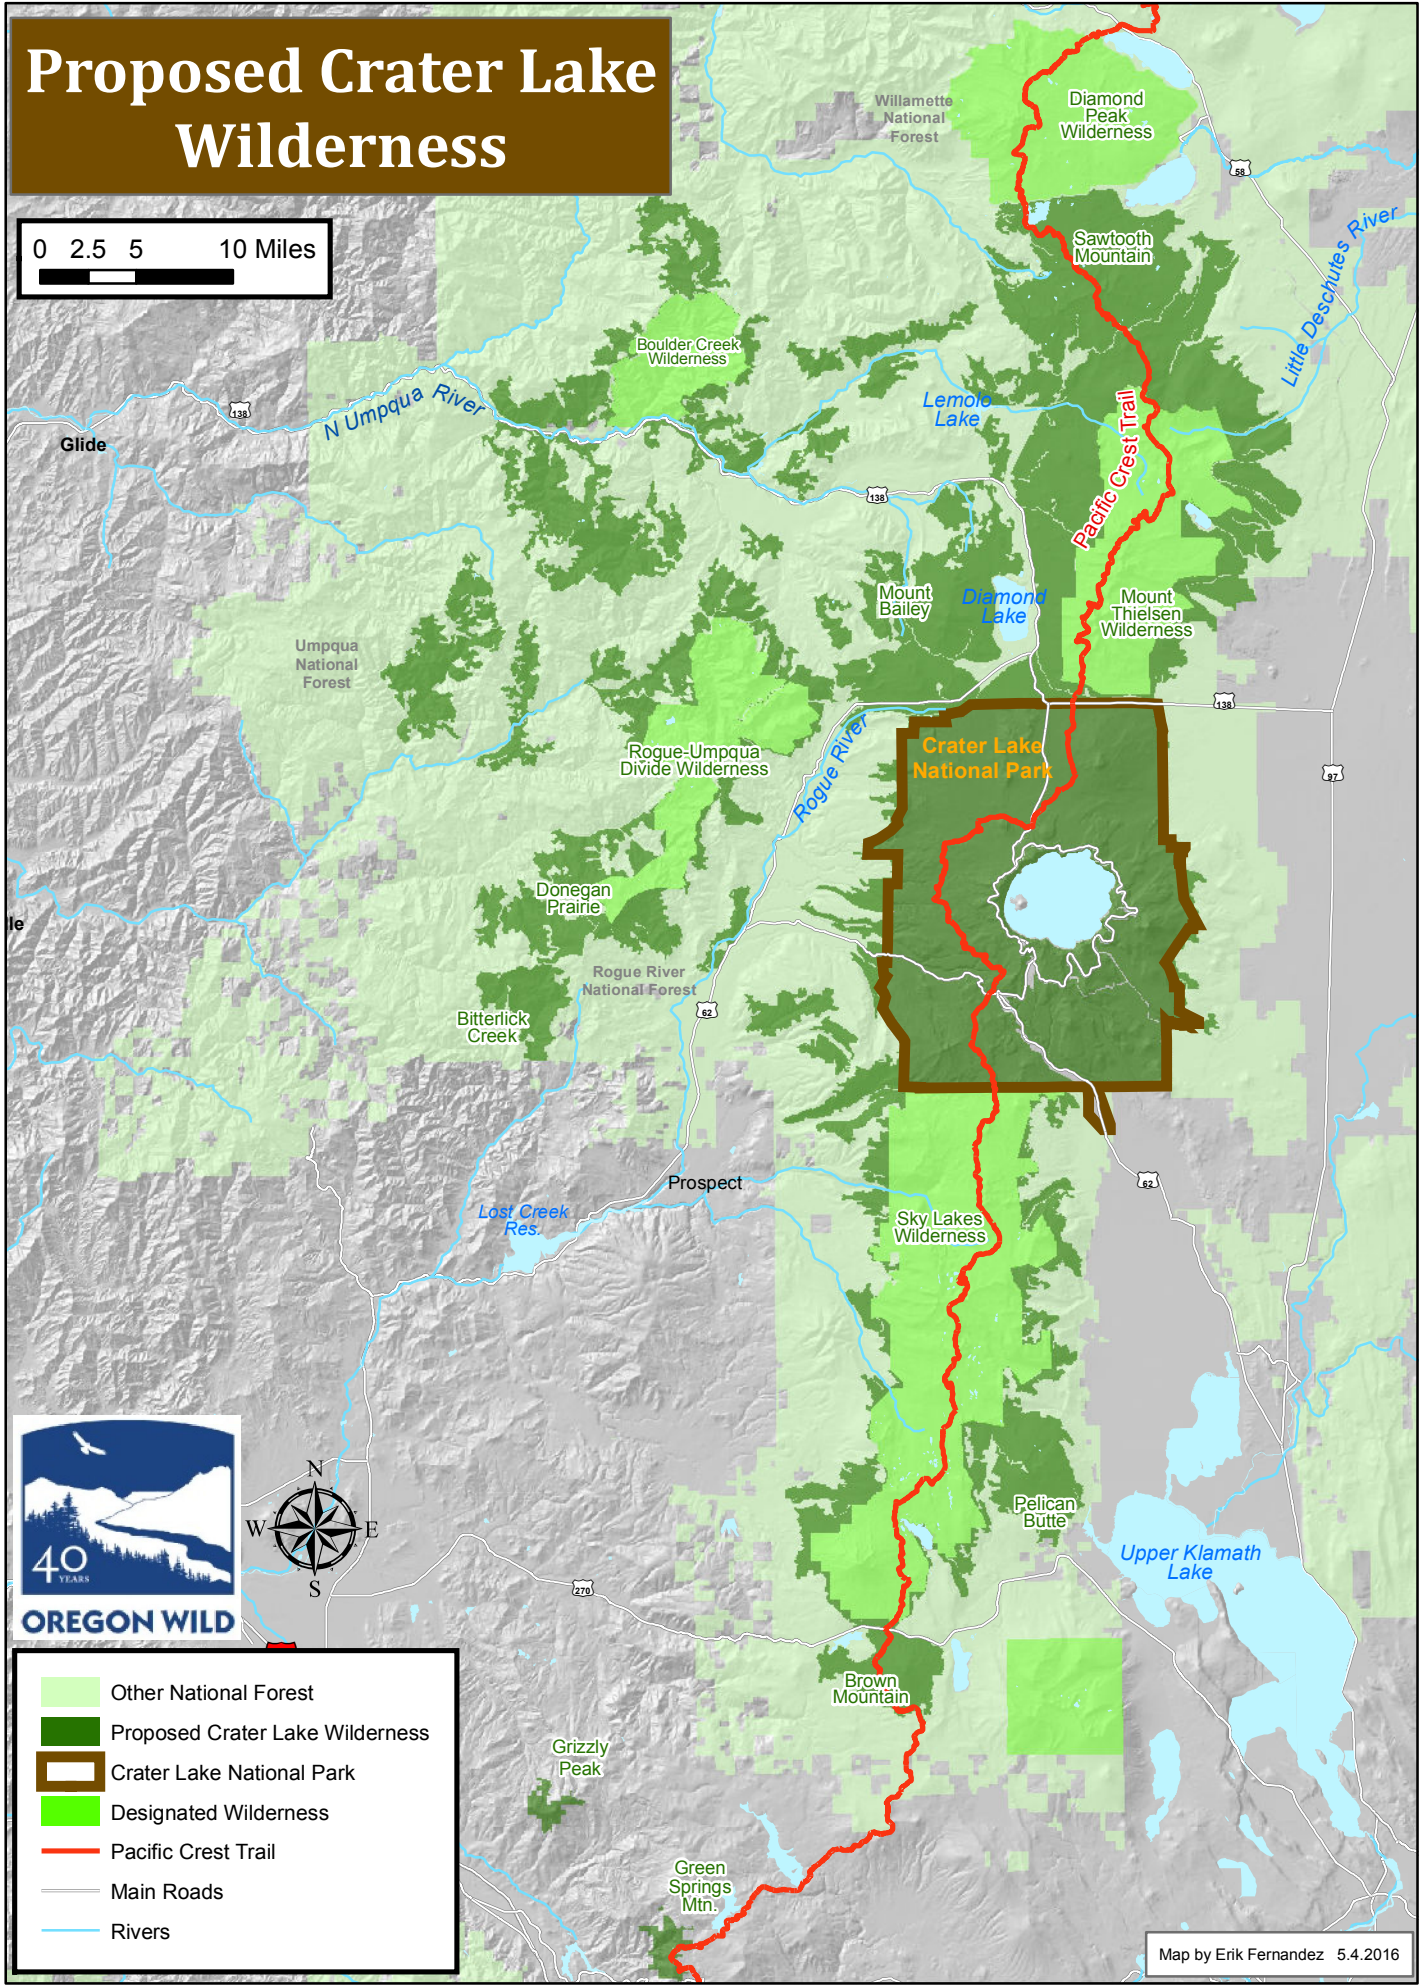 Proposed Crater Lake
Wilderness
0 2.5 5 10 Miles
Willamette
National
Forest
Diamond
Peak
Wilderness
58
Sawtooth
Mountain
Little Deschutes River
Boulder Creek
Wilderness
138
N Umpqua River
Glide
Lemolo
Lake
Pacific Crest Trail
138
Mount
Bailey
Diamond
Lake
Mount
Thielsen
Wilderness
Umpqua
National
Forest
138
Rogue-Umpqua
Divide Wilderness
Rogue River
Crater Lake
National Park
97
Donegan
Prairie
lle
Rogue River
National Forest
62
Bitterlick
Creek
Prospect
62
Lost Creek
Res.
Sky Lakes
Wilderness
N
W E
S
40
YEARS
OREGON WILD
Pelican
Butte
Upper Klamath
Lake
270
Brown
Mountain
Grizzly
Peak
Green
Springs
Mtn.
Other National Forest
Proposed Crater Lake Wilderness
Crater Lake National Park
Designated Wilderness
Pacific Crest Trail
Main Roads
Rivers
Map by Erik Fernandez 5.4.2016